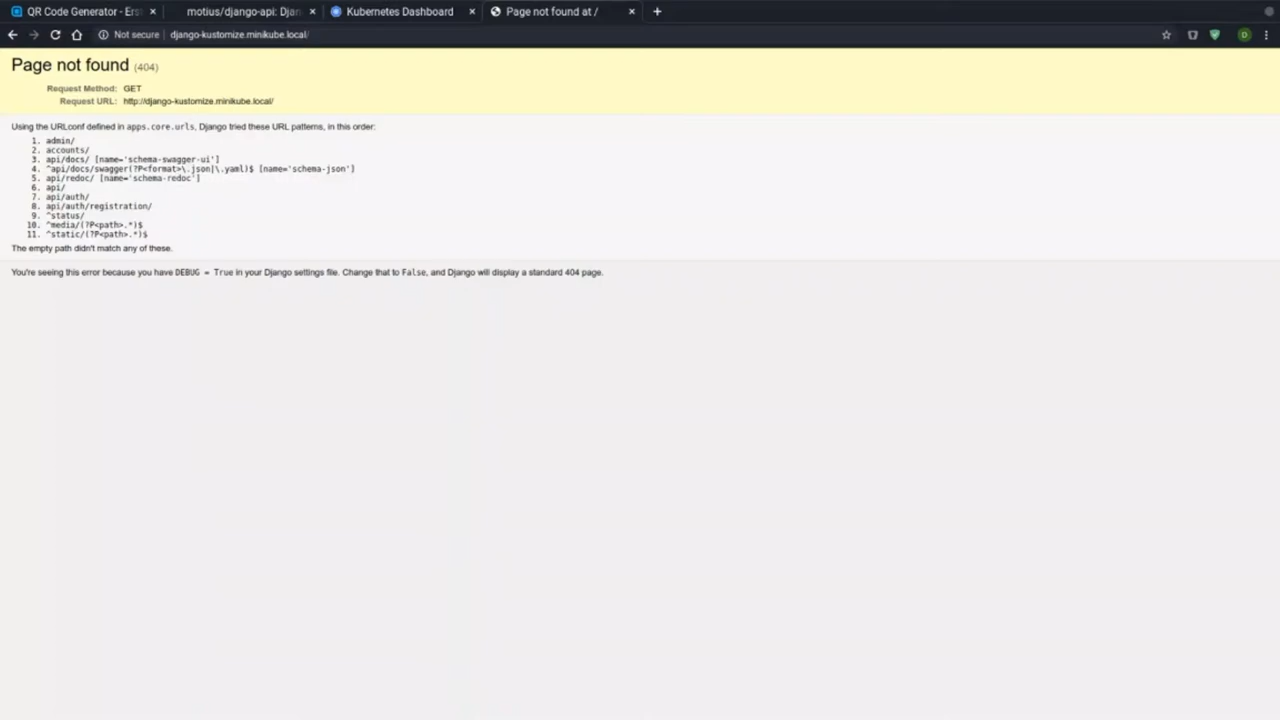 QR Code Generator - Ers
motius/django-api: Djan
Kubernetes Dashboard
Page not found at /
Not secure | django-kustomize.minikube.local/
D
Page not found (404)
Request Method: GET
Request URL: http://django-kustomize.minikube.local/
Using the URLconf defined in apps.core.urls, Django tried these URL patterns, in this order:
1. admin/
2. accounts/
3. api/docs/ [name='schema-swagger-ui']
4. ^api/docs/swagger(?P<format>\.json|\.yaml)$ [name='schema-json']
5. api/redoc/ [name='schema-redoc']
6. api/
7. api/auth/
8. api/auth/registration/
9. ^status/
10. ^media/(?P<path>.*)$
11. ^static/(?P<path>.*)$
The empty path didn't match any of these.
You're seeing this error because you have DEBUG = True in your Django settings file. Change that to False, and Django will display a standard 404 page.